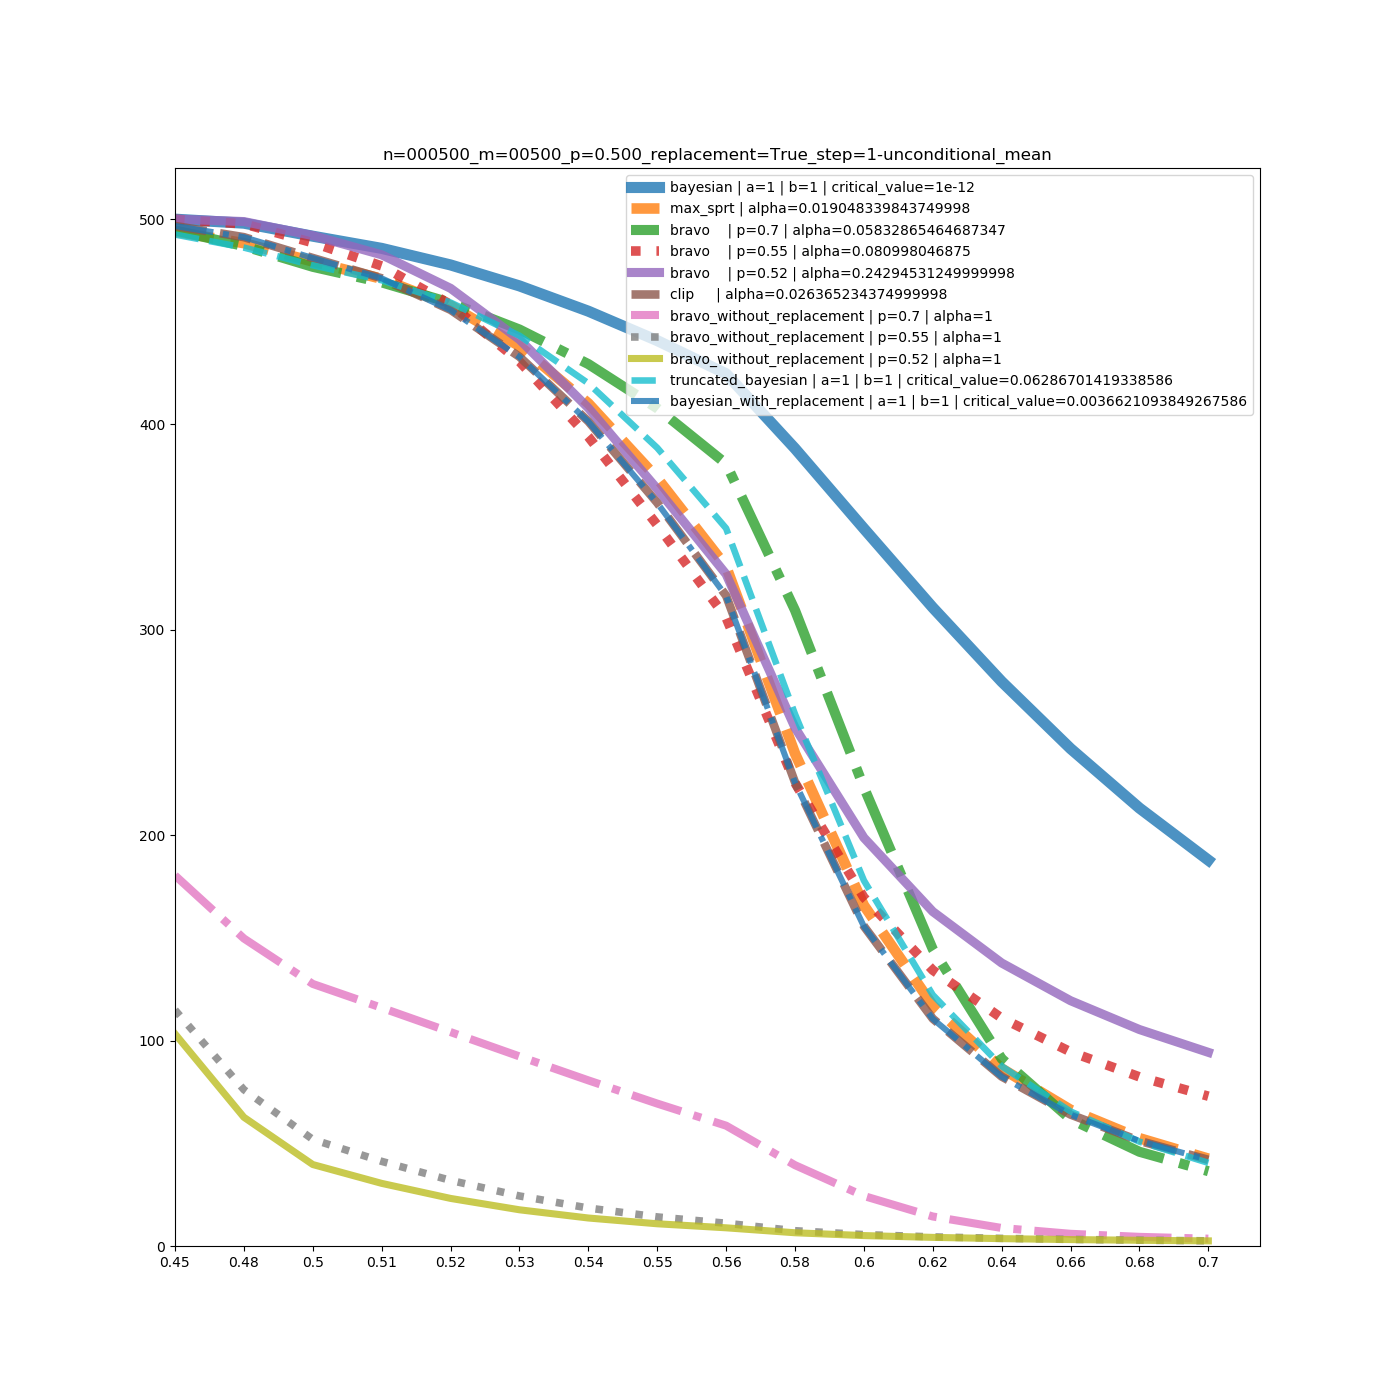 n=000500_m=00500_p=0.500_replacement=True_step=1-unconditional_mean
bayesian | a=1 | b=1 | critical_value=1e-12
max_sprt | alpha=0.019048339843749998
bravo | p=0.7 | alpha=0.05832865464687347
bravo | p=0.55 | alpha=0.080998046875
bravo | p=0.52 | alpha=0.24294531249999998
clip | alpha=0.026365234374999998
bravo_without_replacement | p=0.7 | alpha=1
bravo_without_replacement | p=0.55 | alpha=1
bravo_without_replacement | p=0.52 | alpha=1
truncated_bayesian | a=1 | b=1 | critical_value=0.06286701419338586
bayesian_with_replacement | a=1 | b=1 | critical_value=0.0036621093849267586
500
400
300
200
100
0
0.45 0.48 0.5 0.51 0.52 0.53 0.54 0.55 0.56 0.58 0.6 0.62 0.64 0.66 0.68 0.7